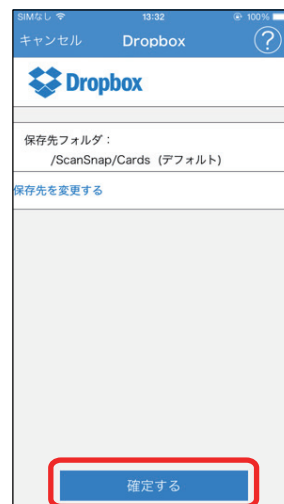 SIMなし 13:32 100%
キャンセル Dropbox ?
Dropbox
保存先フォルダ：
/ScanSnap/Cards (デフォルト)
保存先を変更する
確定する